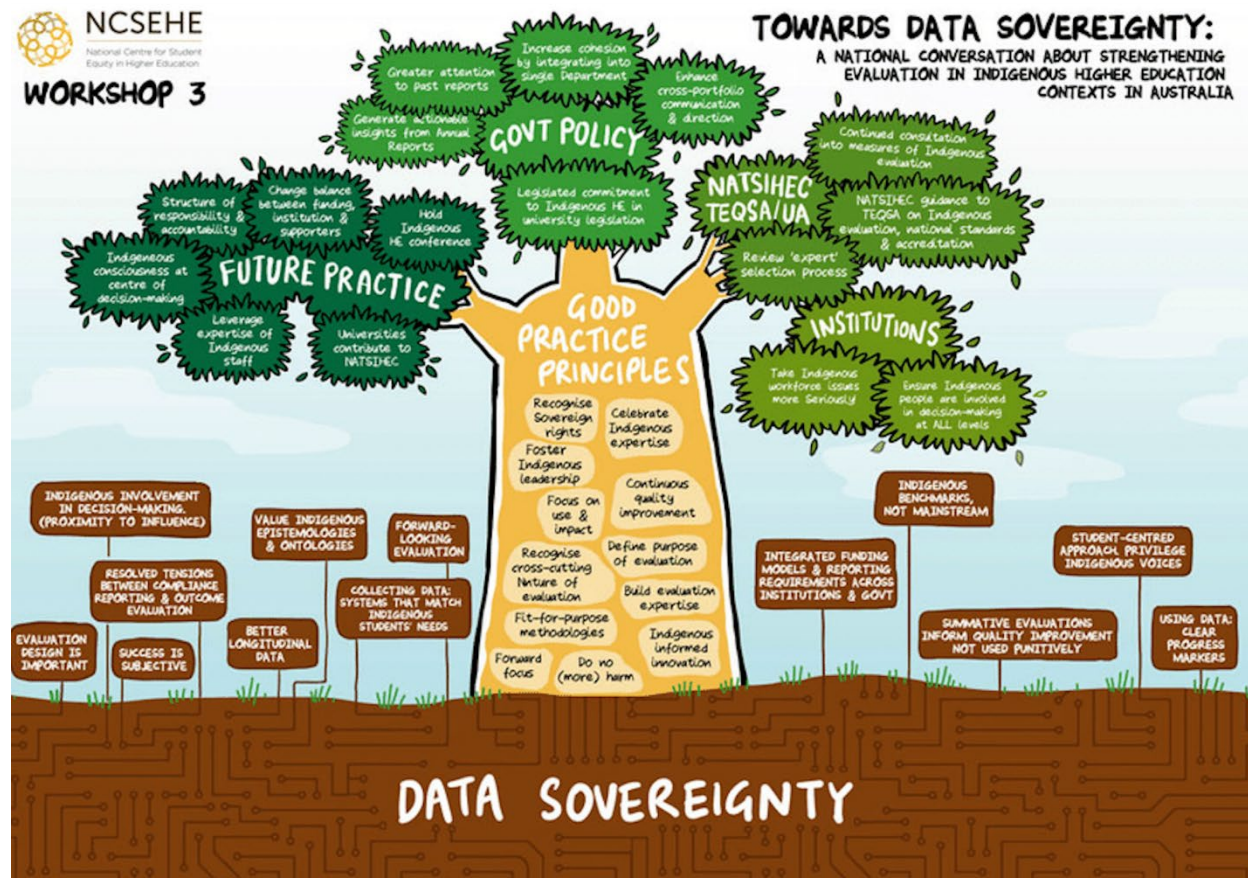 NCSEHE
National Centre for Student
Equity in Higher Education
WORKSHOP 3
TOWARDS DATA SOVEREIGNTY:
A NATIONAL CONVERSATION ABOUT STRENGTHENING
EVALUATION IN INDIGENOUS HIGHER EDUCATION
CONTEXTS IN AUSTRALIA
Greater attention
to past reports
Increase cohesion
by integrating into
single Department
Enhance
cross-portfolio
communication
& direction
Generate actionable
insights from Annual
Reports
GOVT POLICY
Legislated commitment
to Indigenous HE in
university legislation
Structure of
responsibility &
accountability
Change balance
between funding,
institution &
supporters
Hold
Indigenous
HE conference
Indigeneous
consciousness at
centre of
decision-making
FUTURE PRACTICE
Leverage
expertise of
Indigenous
staff
Universities
contribute to
NATSIHEC
NATSIHEC
TEQSA/UA
Continued consultation
into measures of Indigenous
evaluation
NATSIHEC guidance to
TEQSA on Indigenous
evaluation, national standards
& accreditation
Review 'expert'
selection process
INSTITUTIONS
Take Indigenous
workforce issues
more Seriously
Ensure Indigenous
people are involved
in decision-making
at ALL levels
GOOD
PRACTICE
PRINCIPLES
Recognise
Sovereign
rights
Celebrate
Indigenous
expertise
Foster
Indigenous
leadership
Continuous
quality
improvement
Focus on
use &
impact
Recognise
cross-cutting
Nature of
evaluation
Define purpose
of evaluation
Build evaluation
expertise
Fit-for-purpose
methodologies
Indigenous
informed
innovation
Forward
focus
Do no
(more) harm
INDIGENOUS INVOLVEMENT
IN DECISION-MAKING.
(PROXIMITY TO INFLUENCE)
VALUE INDIGENOUS
EPISTEMOLOGIES
& ONTOLOGIES
FORWARD-
LOOKING
EVALUATION
RESOLVED TENSIONS
BETWEEN COMPLIANCE
REPORTING & OUTCOME
EVALUATION
COLLECTING DATA:
SYSTEMS THAT MATCH
INDIGENOUS
STUDENTS' NEEDS
EVALUATION
DESIGN IS
IMPORTANT
SUCCESS IS
SUBJECTIVE
BETTER
LONGITUDINAL
DATA
INDIGENOUS
BENCHMARKS,
NOT MAINSTREAM
INTEGRATED FUNDING
MODELS & REPORTING
REQUIREMENTS ACROSS
INSTITUTIONS & GOVT
STUDENT-CENTRED
APPROACH. PRIVILEGE
INDIGENOUS VOICES
SUMMATIVE EVALUATIONS
INFORM QUALITY IMPROVEMENT
NOT USED PUNITIVELY
USING DATA:
CLEAR
PROGRESS
MARKERS
DATA SOVEREIGNTY